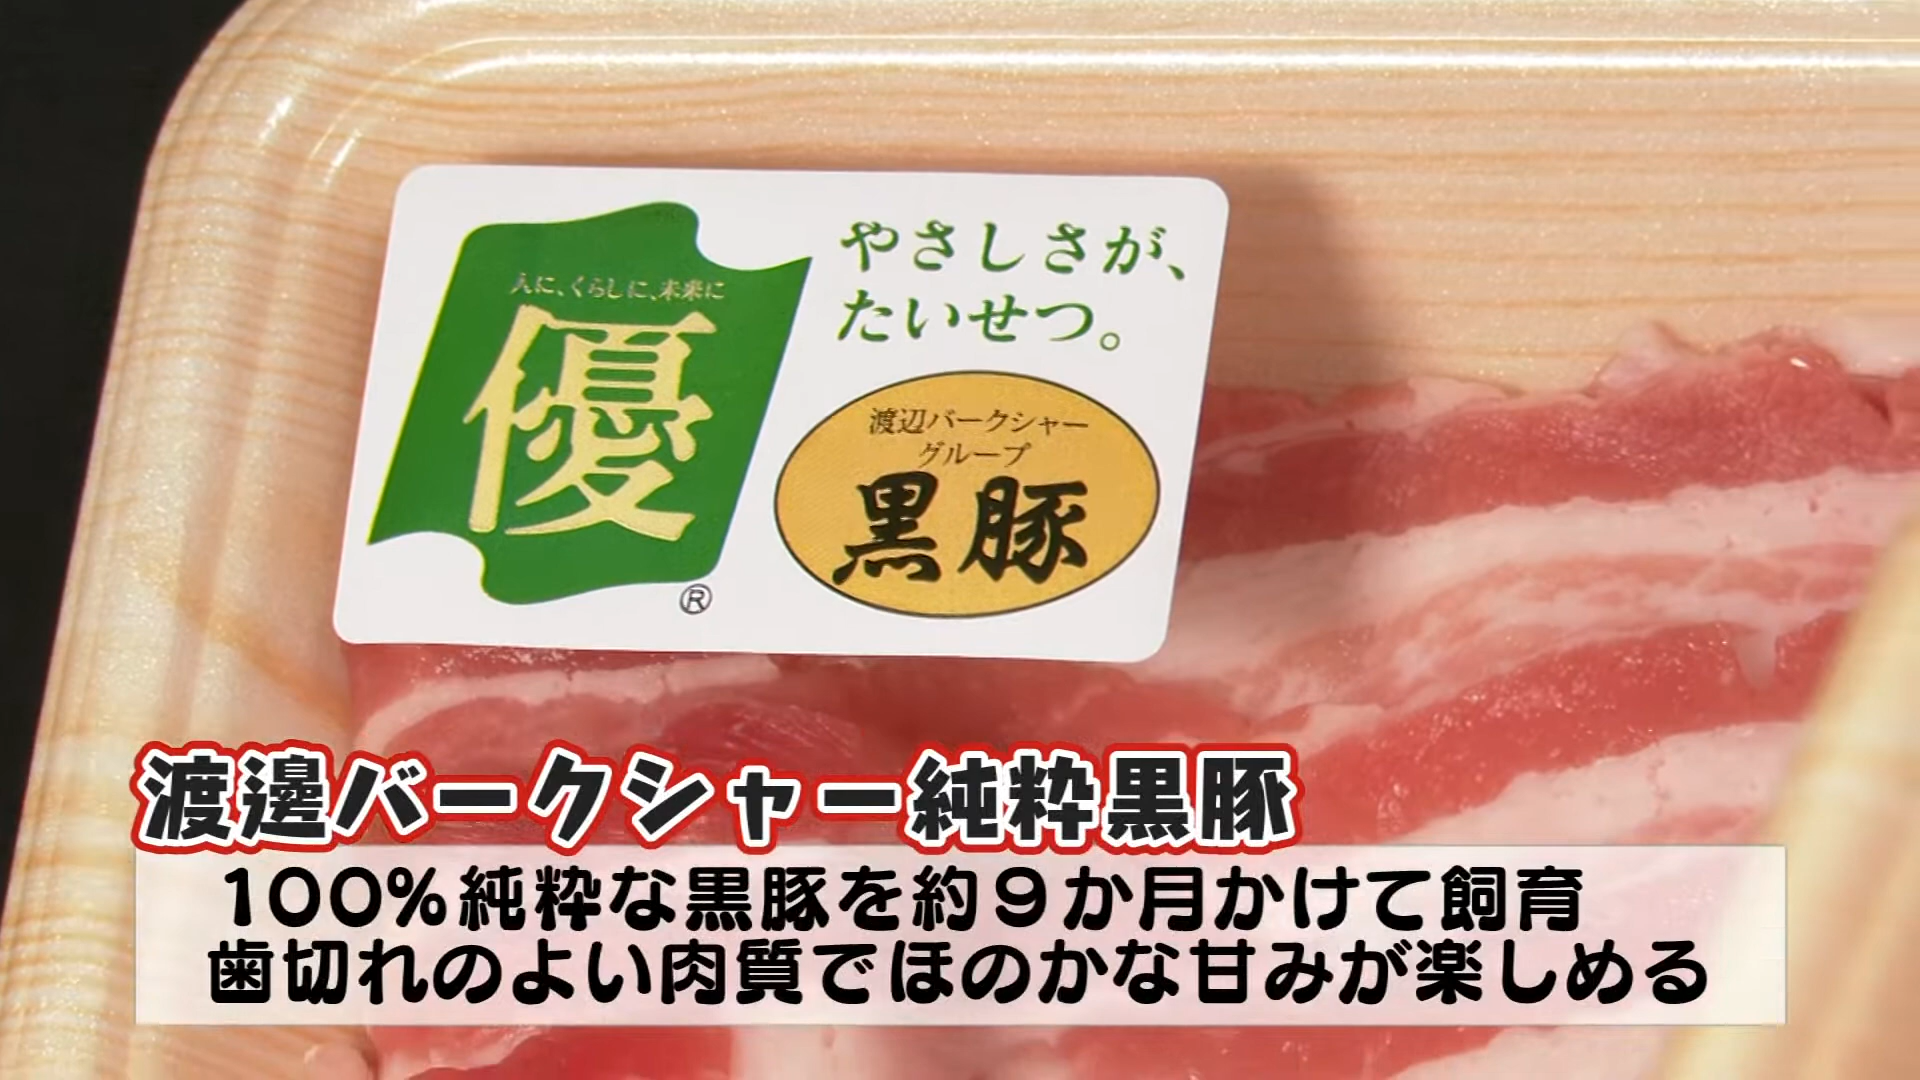 人に、くらしに、未来に
優
®
やさしさが、
たいせつ。
渡辺バークシャー
グループ
黒豚
渡邊バークシャー純粋黒豚
100%純粋な黒豚を約9か月かけて飼育
歯切れのよい肉質でほのかな甘みが楽しめる